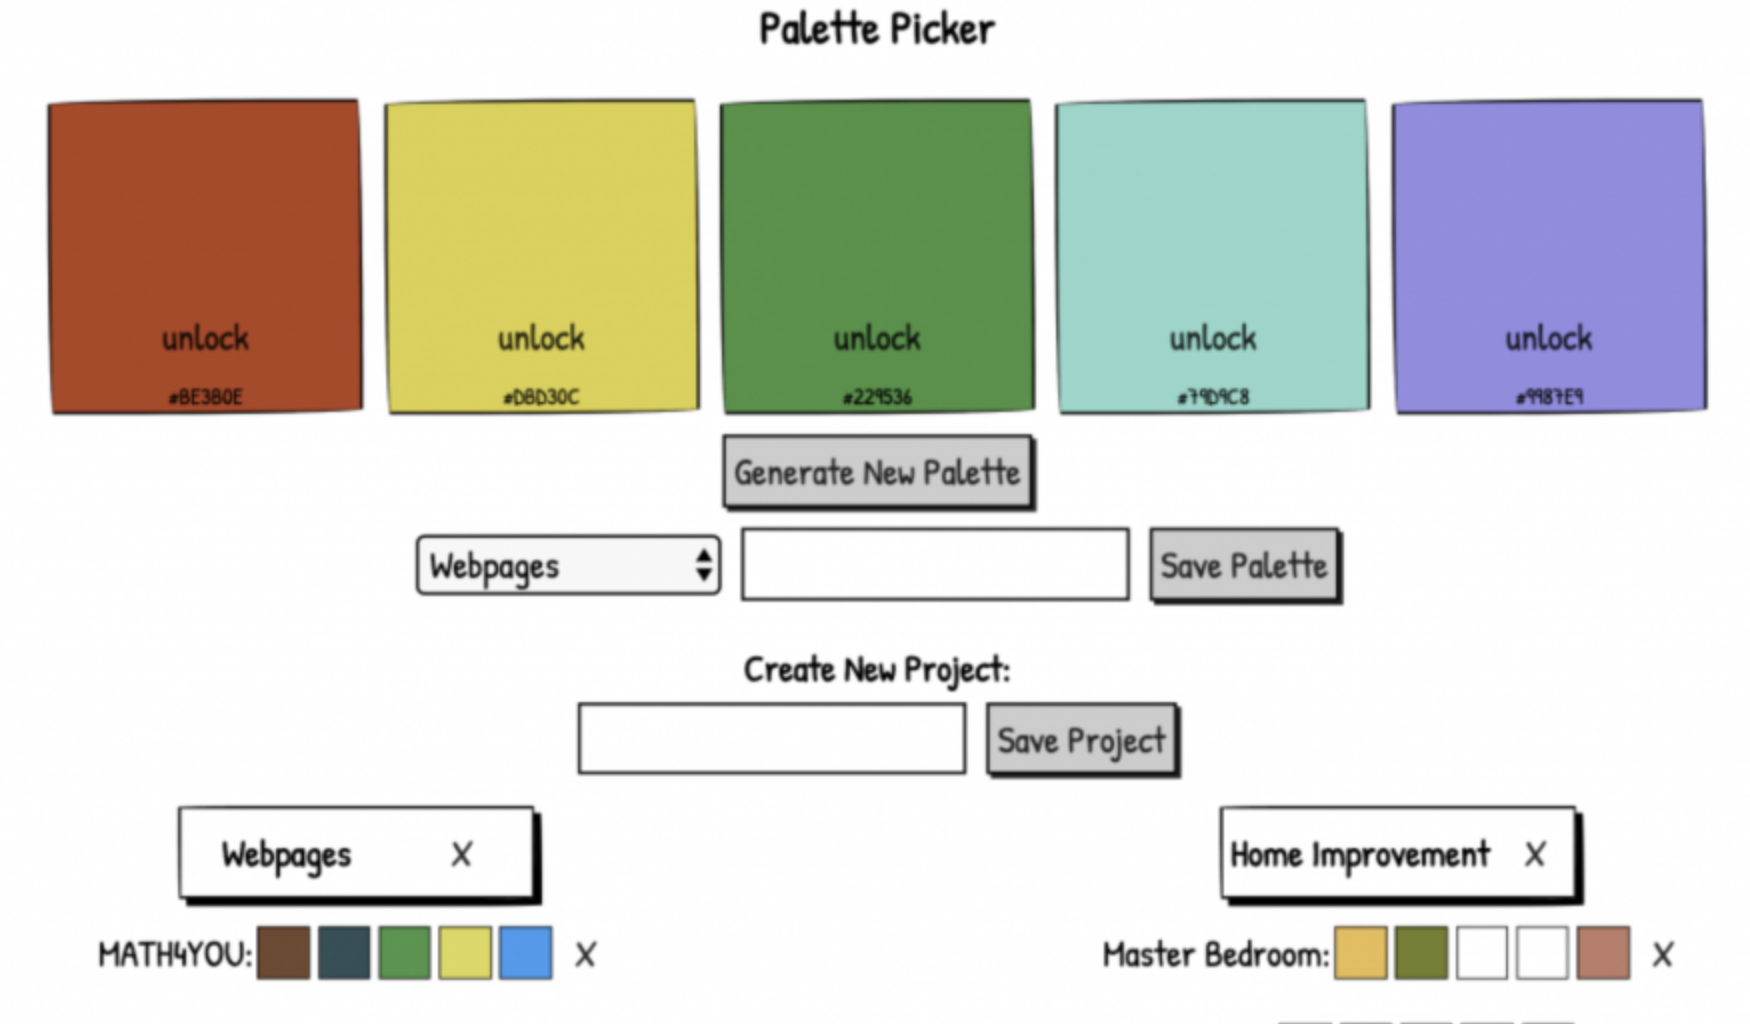 Palette Picker
unlock unlock unlock unlock unlock
#BE3B0E #DBD30C #229536 #79D9C8 #9987E9
Generate New Palette
Webpages Save Palette
Create New Project:
Save Project
Webpages X Home Improvement X
MATH4YOU: X Master Bedroom: X